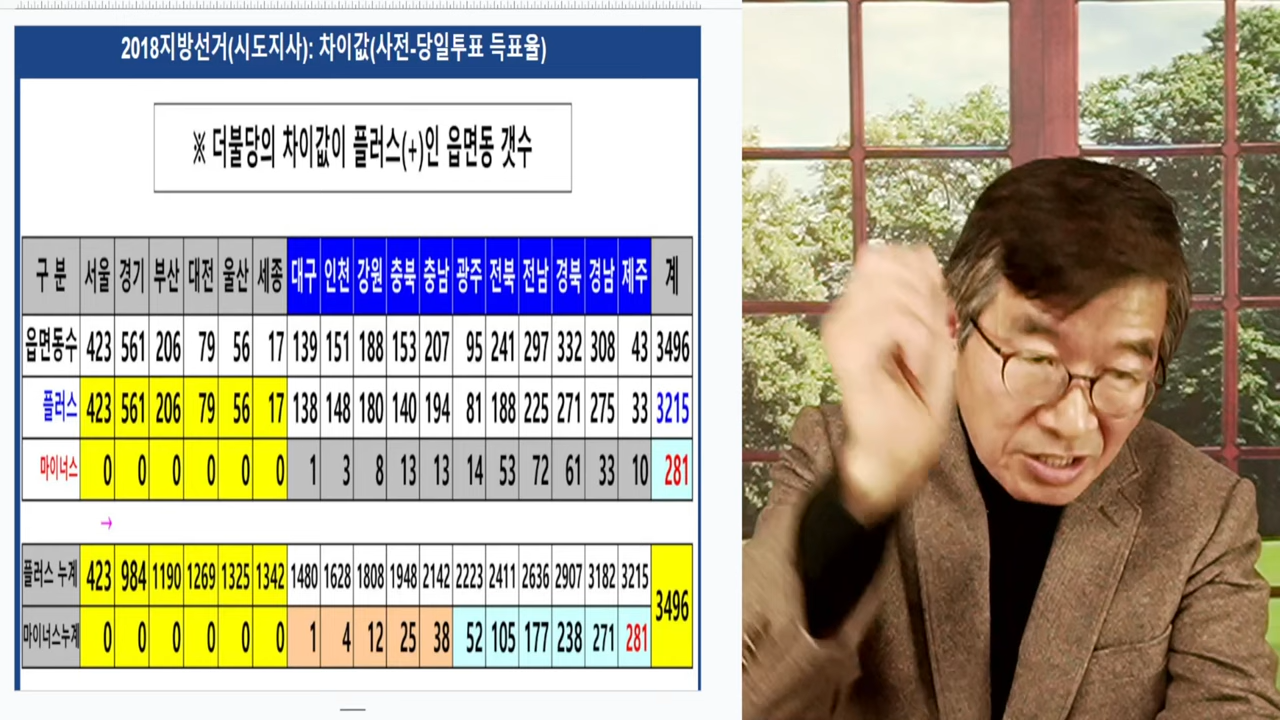 2018지방선거(시도지사): 차이값(사전-당일투표 득표율)
※ 더불당의 차이값이 플러스(+)인 읍면동 갯수
구 분 서울 경기 부산 대전 울산 세종 대구 인천 강원 충북 충남 광주 전북 전남 경북 경남 제주 계
읍면동수 423 561 206 79 56 17 139 151 188 153 207 95 241 297 332 308 43 3496
플러스 423 561 206 79 56 17 138 148 180 140 194 81 188 225 271 275 33 3215
마이너스 0 0 0 0 0 0 1 3 8 13 13 14 53 72 61 33 10 281
→
플러스 누계 423 984 1190 1269 1325 1342 1480 1628 1808 1948 2142 2223 2411 2636 2907 3182 3215 3496
마이너스누계 0 0 0 0 0 0 1 4 12 25 38 52 105 177 238 271 281